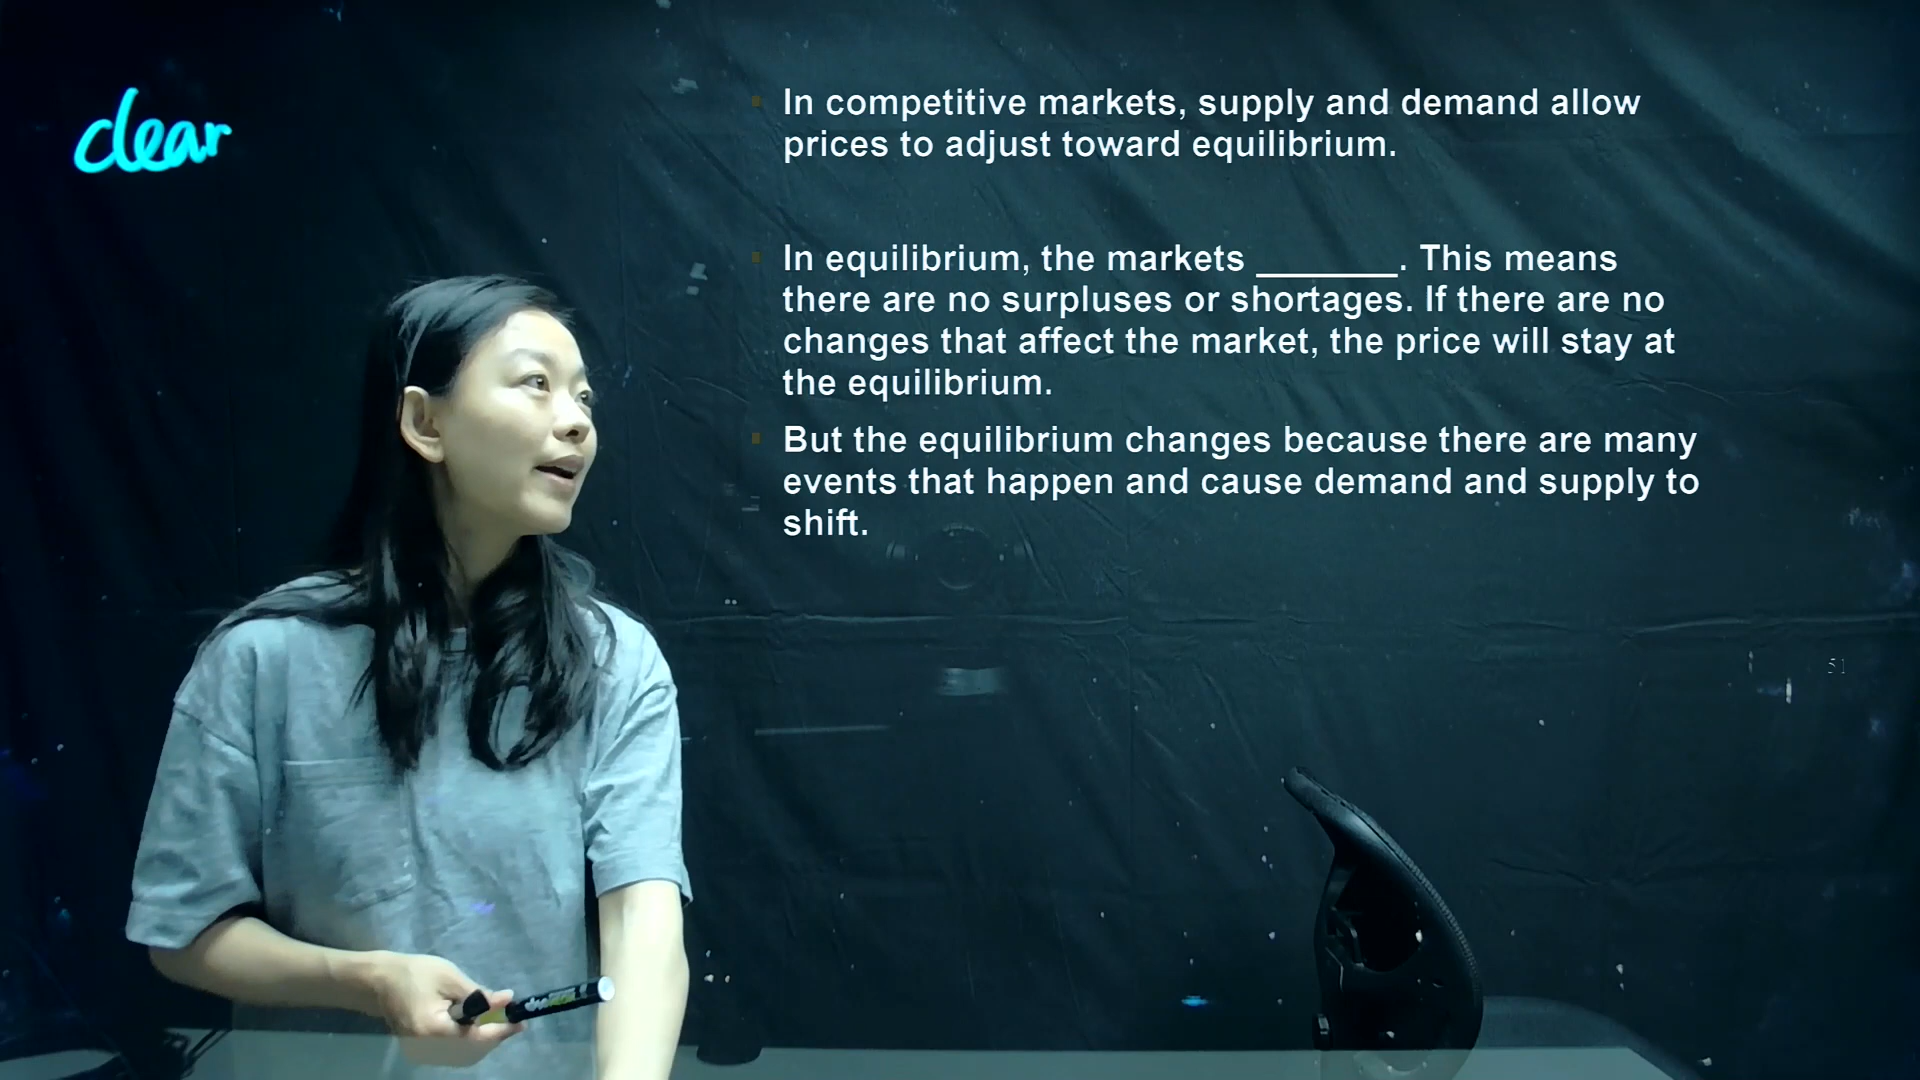 clear
In competitive markets, supply and demand allow
prices to adjust toward equilibrium.
In equilibrium, the markets _______. This means
there are no surpluses or shortages. If there are no
changes that affect the market, the price will stay at
the equilibrium.
But the equilibrium changes because there are many
events that happen and cause demand and supply to
shift.
51